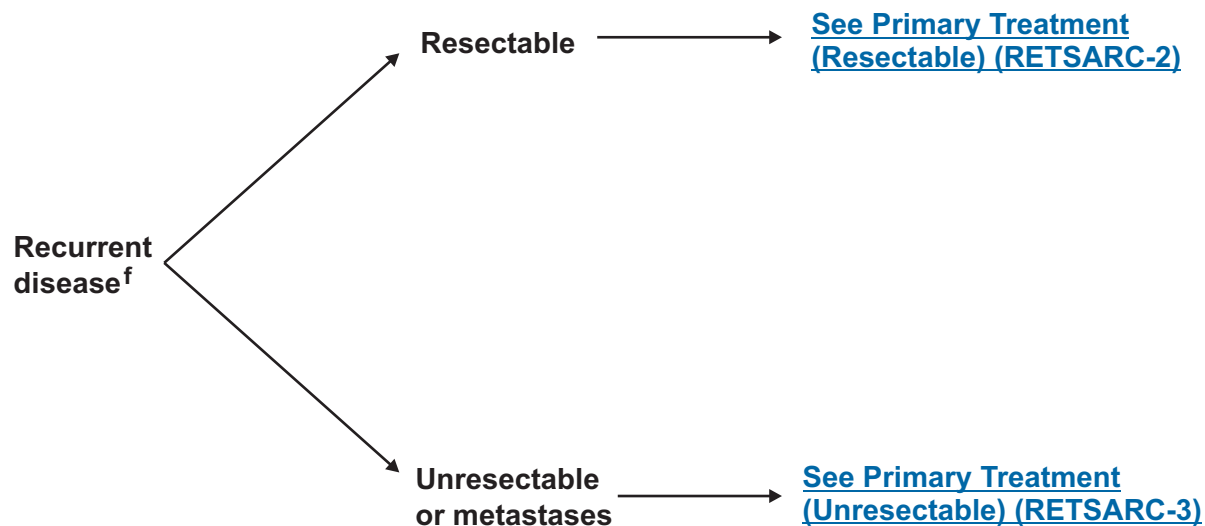 Resectable
See Primary Treatment
(Resectable) (RETSARC-2)
Recurrent
disease f
Unresectable
or metastases
See Primary Treatment
(Unresectable) (RETSARC-3)